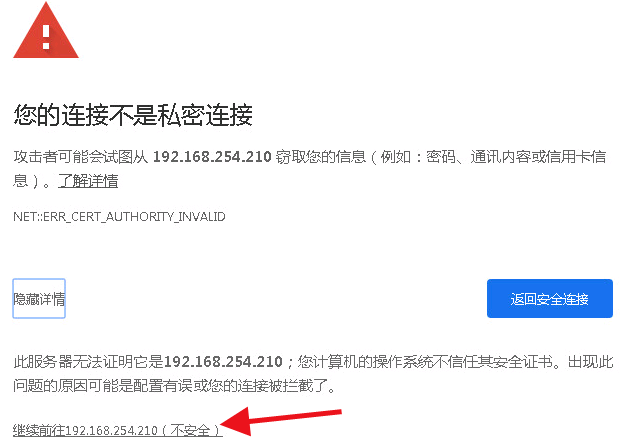 您的连接不是私密连接
攻击者可能会试图从 192.168.254.210 窃取您的信息（例如：密码、通讯内容或信用卡信
息）。了解详情
NET::ERR_CERT_AUTHORITY_INVALID
隐藏详情
返回安全连接
此服务器无法证明它是192.168.254.210；您计算机的操作系统不信任其安全证书。出现此
问题的原因可能是配置有误或您的连接被拦截了。
继续前往192.168.254.210（不安全）